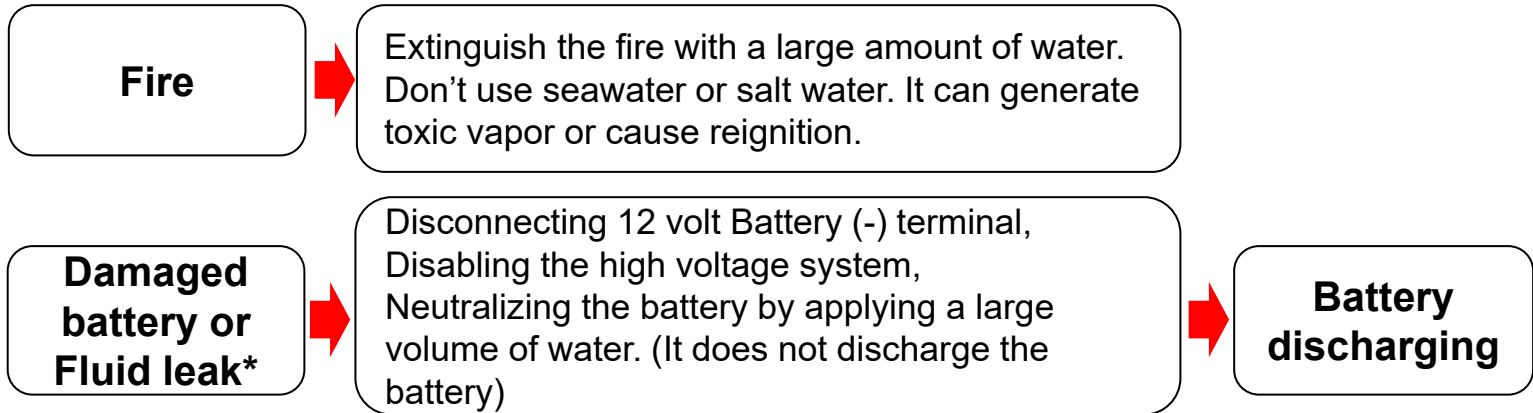 Fire
Extinguish the fire with a large amount of water.
Don’t use seawater or salt water. It can generate
toxic vapor or cause reignition.
Damaged
battery or
Fluid leak*
Disconnecting 12 volt Battery (-) terminal,
Disabling the high voltage system,
Neutralizing the battery by applying a large
volume of water. (It does not discharge the
battery)
Battery
discharging